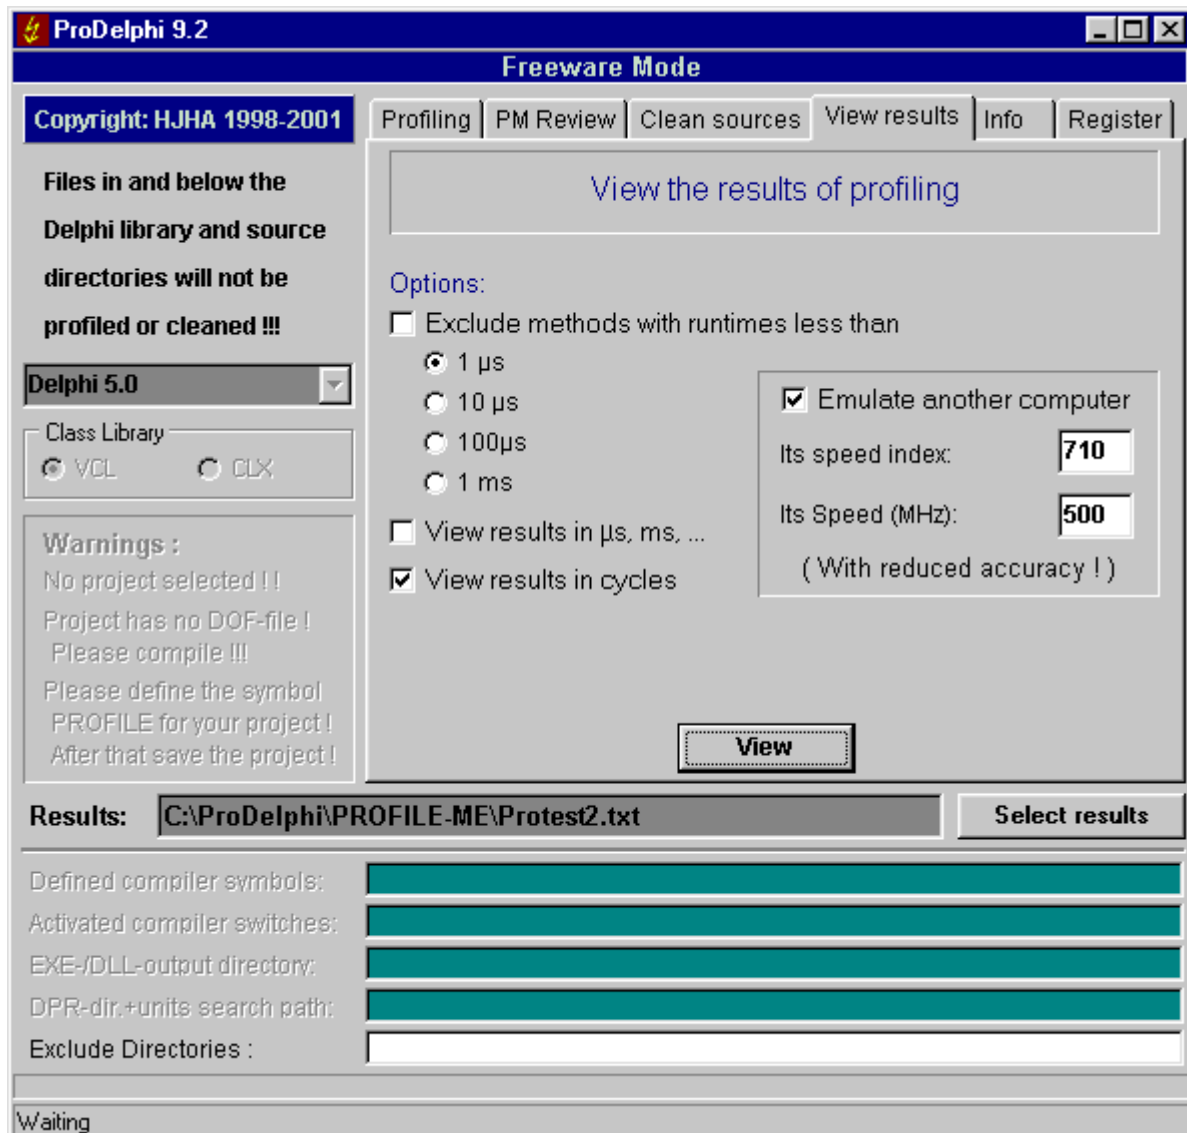 ProDelphi 9.2
Freeware Mode
Copyright: HJHA 1998-2001
Profiling
PM Review
Clean sources
View results
Info
Register
Files in and below the
Delphi library and source
directories will not be
profiled or cleaned !!!
Delphi 5.0
Class Library
VCL
CLX
Warnings :
No project selected ! !
Project has no DOF-file !
Please compile !!!
Please define the symbol
PROFILE for your project !
After that save the project !
View the results of profiling
Options:
Exclude methods with runtimes less than
1 µs
10 µs
100µs
1 ms
View results in µs, ms, ...
View results in cycles
Emulate another computer
Its speed index: 710
Its Speed (MHz): 500
( With reduced accuracy ! )
View
Results: C:\ProDelphi\PROFILE-ME\Protest2.txt Select results
Defined compiler symbols:
Activated compiler switches:
EXE-/DLL-output directory:
DPR-dir.+units search path:
Exclude Directories :
Waiting